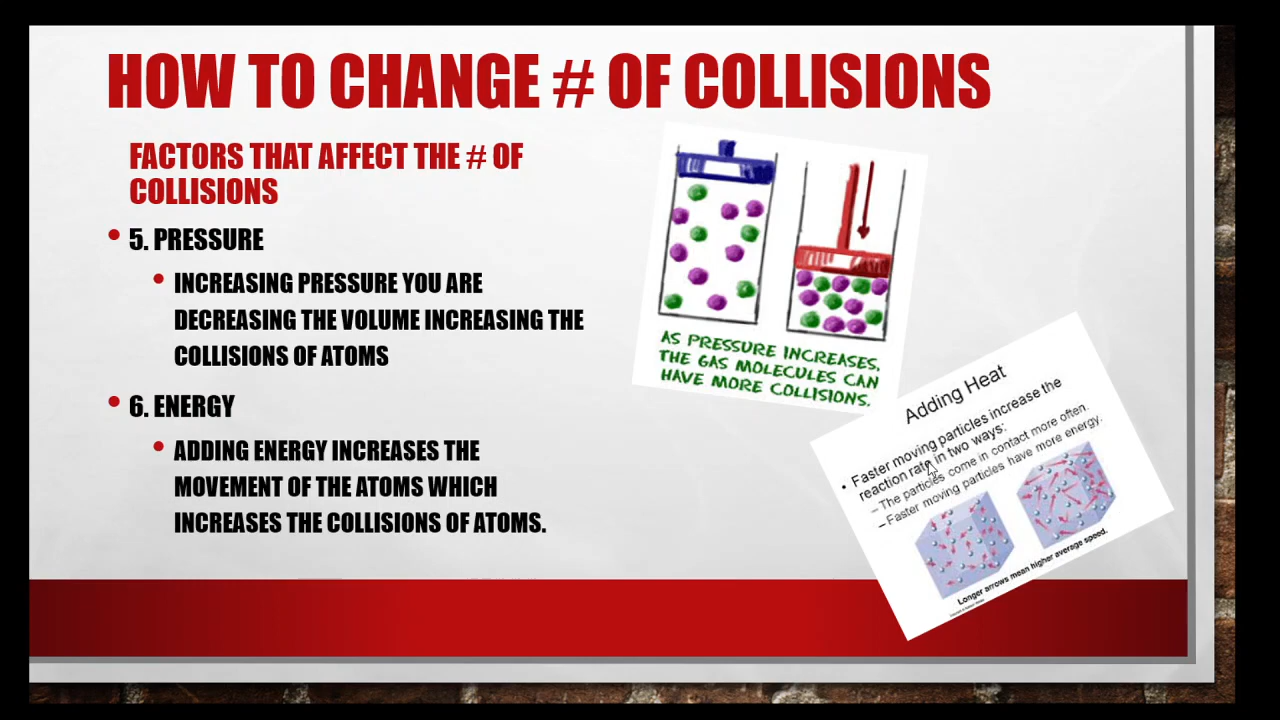 HOW TO CHANGE # OF COLLISIONS
FACTORS THAT AFFECT THE # OF
COLLISIONS
• 5. PRESSURE
• INCREASING PRESSURE YOU ARE
DECREASING THE VOLUME INCREASING THE
COLLISIONS OF ATOMS
• 6. ENERGY
• ADDING ENERGY INCREASES THE
MOVEMENT OF THE ATOMS WHICH
INCREASES THE COLLISIONS OF ATOMS.
AS PRESSURE INCREASES,
THE GAS MOLECULES CAN
HAVE MORE COLLISIONS.
Adding Heat
• Faster moving particles increase the
reaction rate in two ways:
– The particles come in contact more often.
– Faster moving particles have more energy.
Longer arrows mean higher average speed.